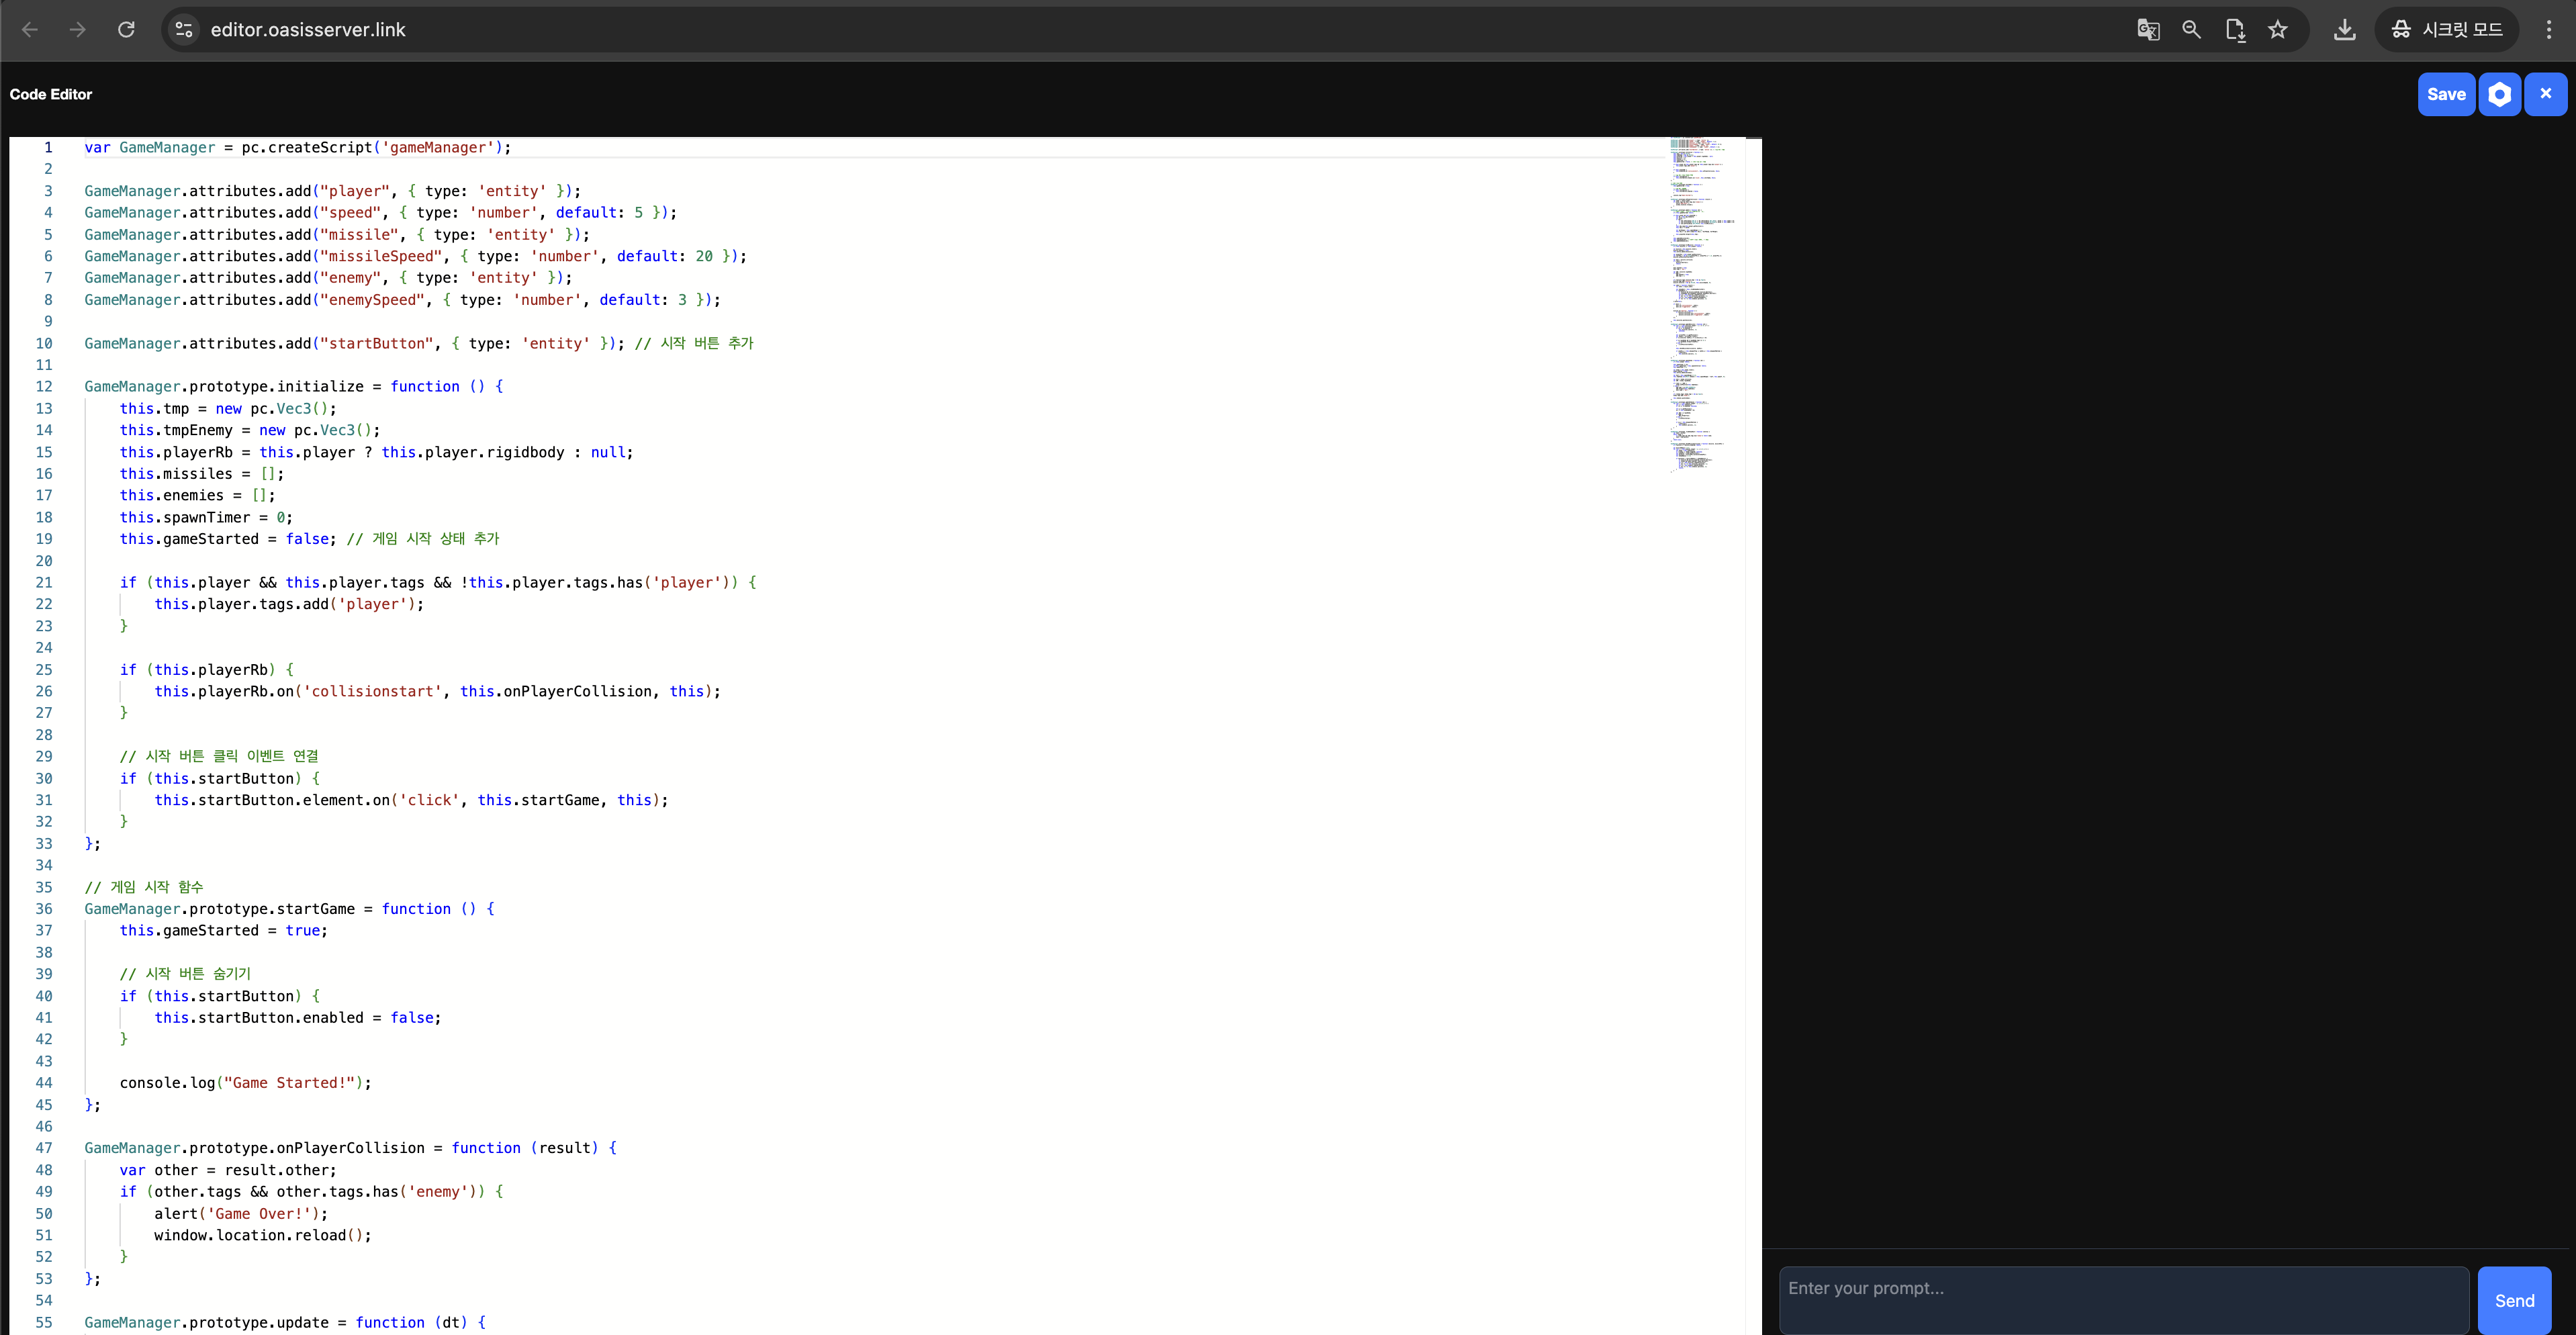 editor.oasisserver.link
시크릿 모드
Code Editor
Save
1 var GameManager = pc.createScript('gameManager');
2
3 GameManager.attributes.add("player", { type: 'entity' });
4 GameManager.attributes.add("speed", { type: 'number', default: 5 });
5 GameManager.attributes.add("missile", { type: 'entity' });
6 GameManager.attributes.add("missileSpeed", { type: 'number', default: 20 });
7 GameManager.attributes.add("enemy", { type: 'entity' });
8 GameManager.attributes.add("enemySpeed", { type: 'number', default: 3 });
9
10 GameManager.attributes.add("startButton", { type: 'entity' }); // 시작 버튼 추가
11
12 GameManager.prototype.initialize = function () {
13 this.tmp = new pc.Vec3();
14 this.tmpEnemy = new pc.Vec3();
15 this.playerRb = this.player ? this.player.rigidbody : null;
16 this.missiles = [];
17 this.enemies = [];
18 this.spawnTimer = 0;
19 this.gameStarted = false; // 게임 시작 상태 추가
20
21 if (this.player && this.player.tags && !this.player.tags.has('player')) {
22 this.player.tags.add('player');
23 }
24
25 if (this.playerRb) {
26 this.playerRb.on('collisionstart', this.onPlayerCollision, this);
27 }
28
29 // 시작 버튼 클릭 이벤트 연결
30 if (this.startButton) {
31 this.startButton.element.on('click', this.startGame, this);
32 }
33 };
34
35 // 게임 시작 함수
36 GameManager.prototype.startGame = function () {
37 this.gameStarted = true;
38
39 // 시작 버튼 숨기기
40 if (this.startButton) {
41 this.startButton.enabled = false;
42 }
43
44 console.log("Game Started!");
45 };
46
47 GameManager.prototype.onPlayerCollision = function (result) {
48 var other = result.other;
49 if (other.tags && other.tags.has('enemy')) {
50 alert('Game Over!');
51 window.location.reload();
52 }
53 };
54
55 GameManager.prototype.update = function (dt) {
Enter your prompt...
Send